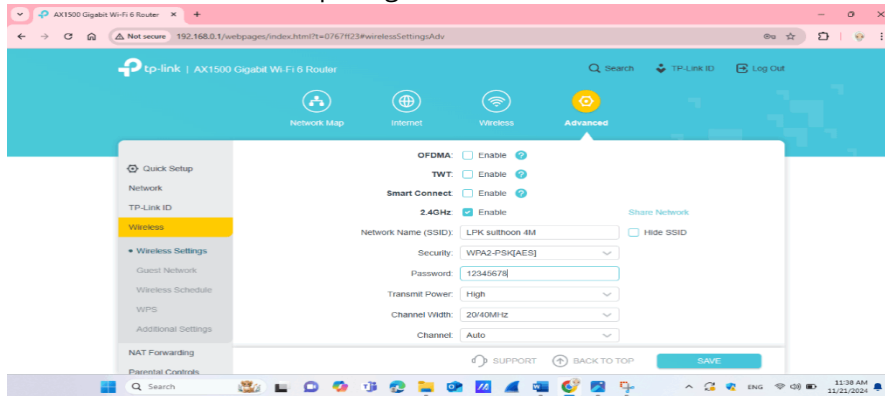 AX1500 Gigabit Wi-Fi 6 Router
Not secure 192.168.0.1/webpages/index.html?t=0767ff23#wirelessSettingsAdv
tp-link | AX1500 Gigabit Wi-Fi 6 Router Search TP-Link ID Log Out
Network Map Internet Wireless Advanced
Quick Setup
Network
TP-Link ID
Wireless
Wireless Settings
Guest Network
Wireless Schedule
WPS
Additional Settings
NAT Forwarding
Parental Controls
OFDMA: Enable
TWT: Enable
Smart Connect: Enable
2.4GHz: Enable Share Network
Network Name (SSID): LPK sulthoon 4M Hide SSID
Security: WPA2-PSK[AES]
Password: 12345678
Transmit Power: High
Channel Width: 20/40MHz
Channel: Auto
SUPPORT BACK TO TOP SAVE
Search ENG 11:38 AM
11/21/2024